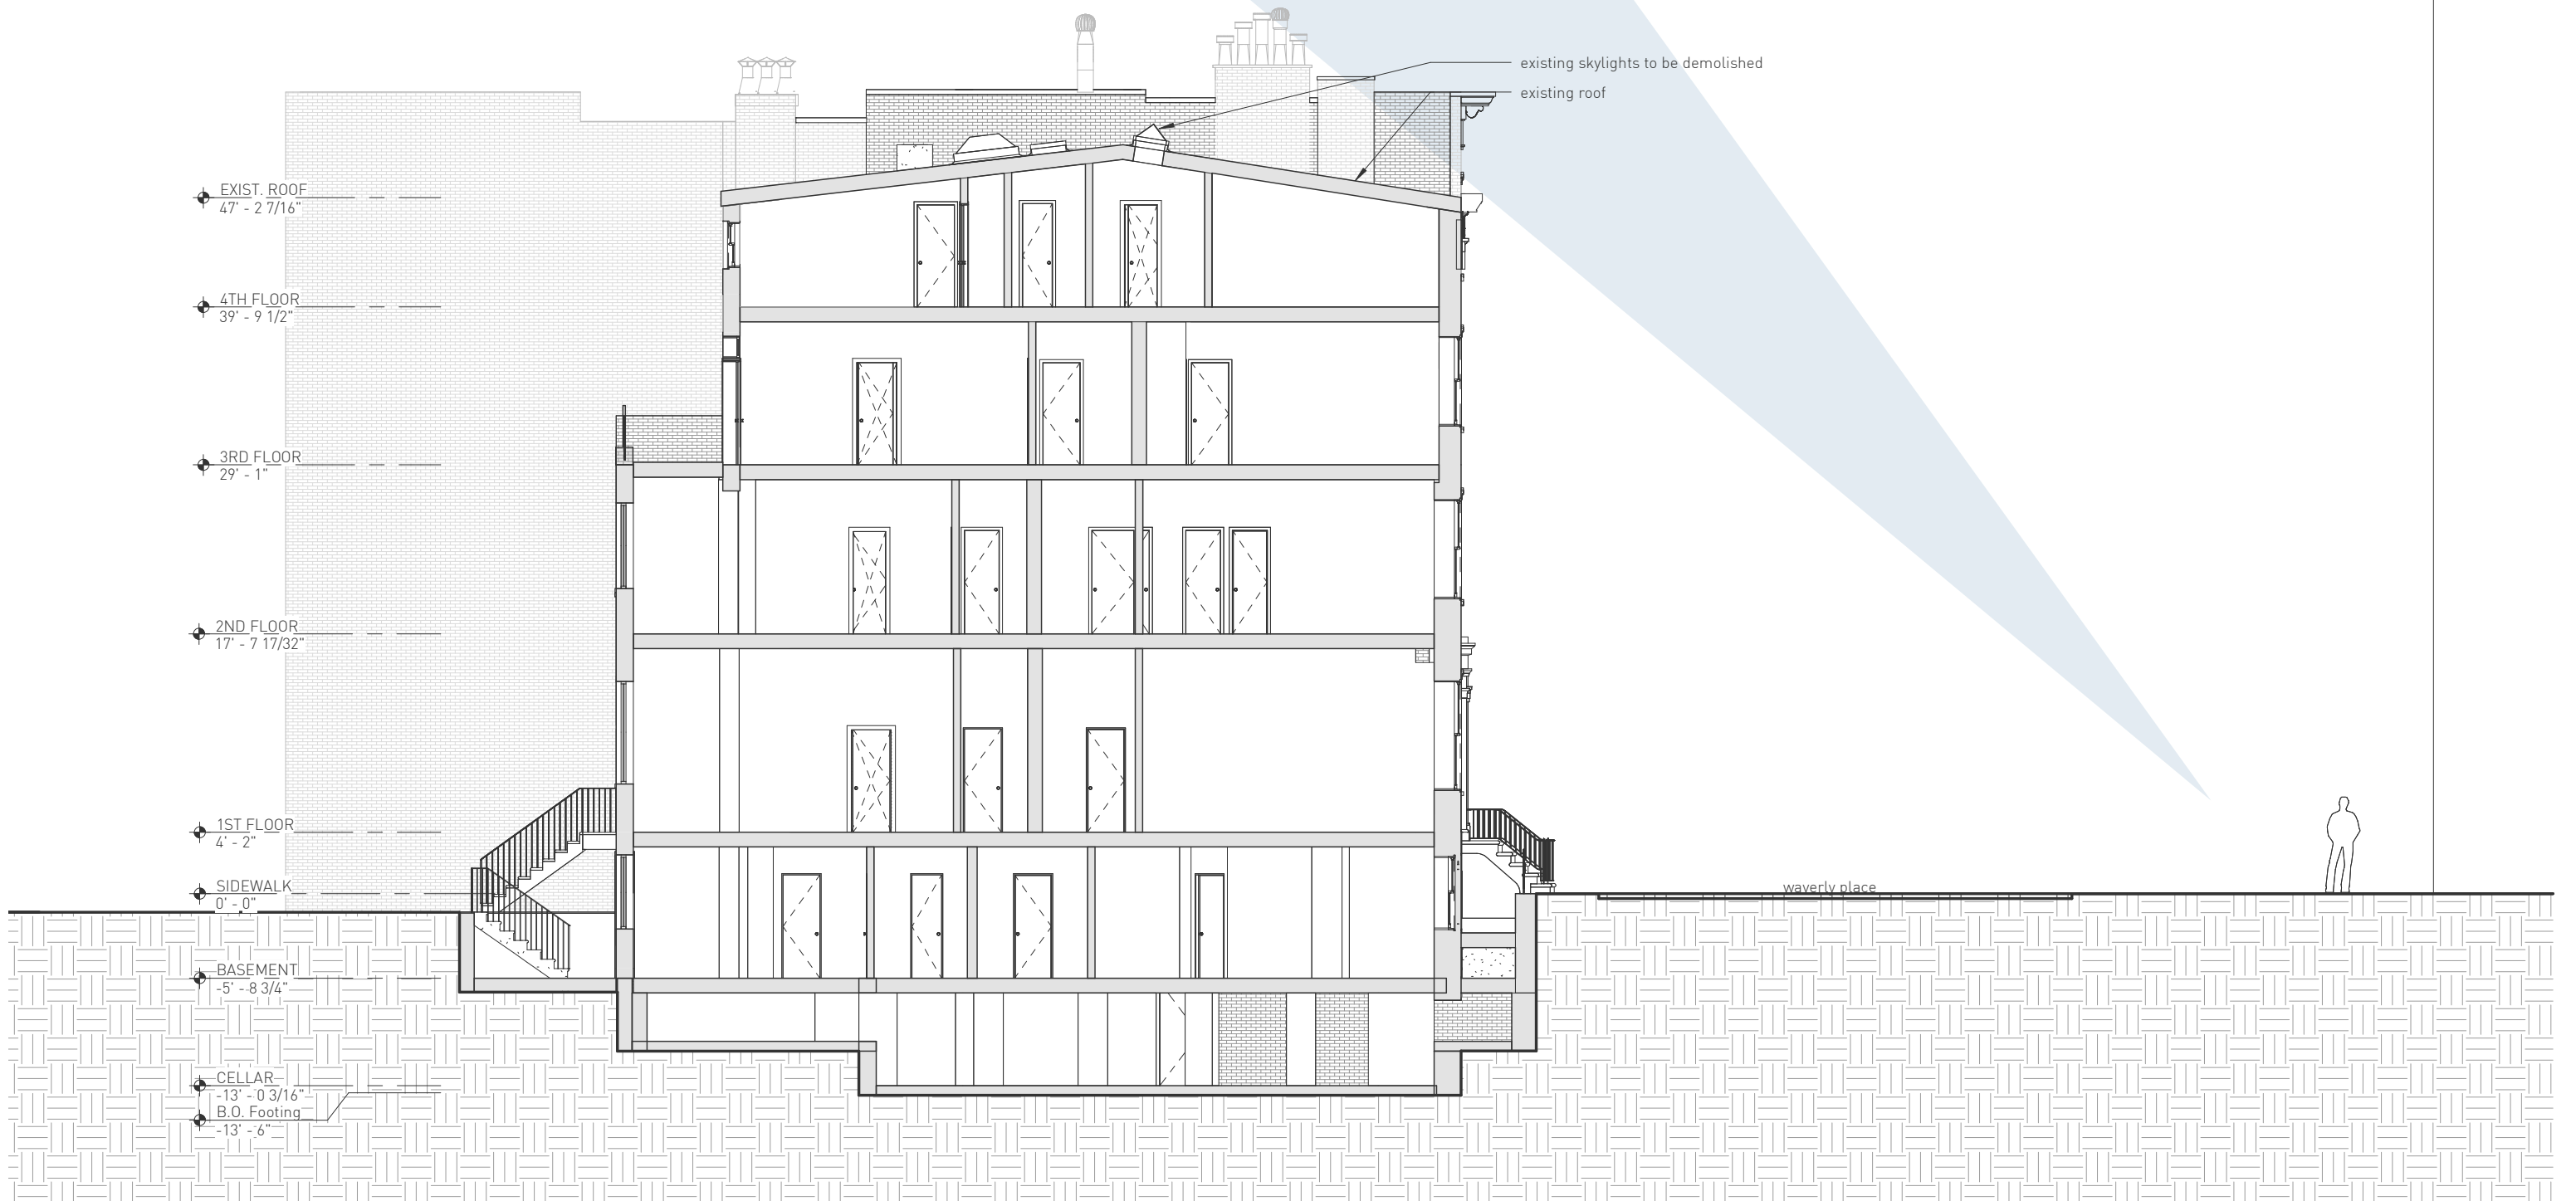 existing skylights to be demolished
existing roof
EXIST. ROOF
47' - 2 7/16"
4TH FLOOR
39' - 9 1/2"
3RD FLOOR
29' - 1"
2ND FLOOR
17' - 7 17/32"
1ST FLOOR
4' - 2"
SIDEWALK
0' - 0"
waverly place
BASEMENT
-5' - 8 3/4"
CELLAR
-13' - 0 3/16"
B.O. Footing
-13' - 6"